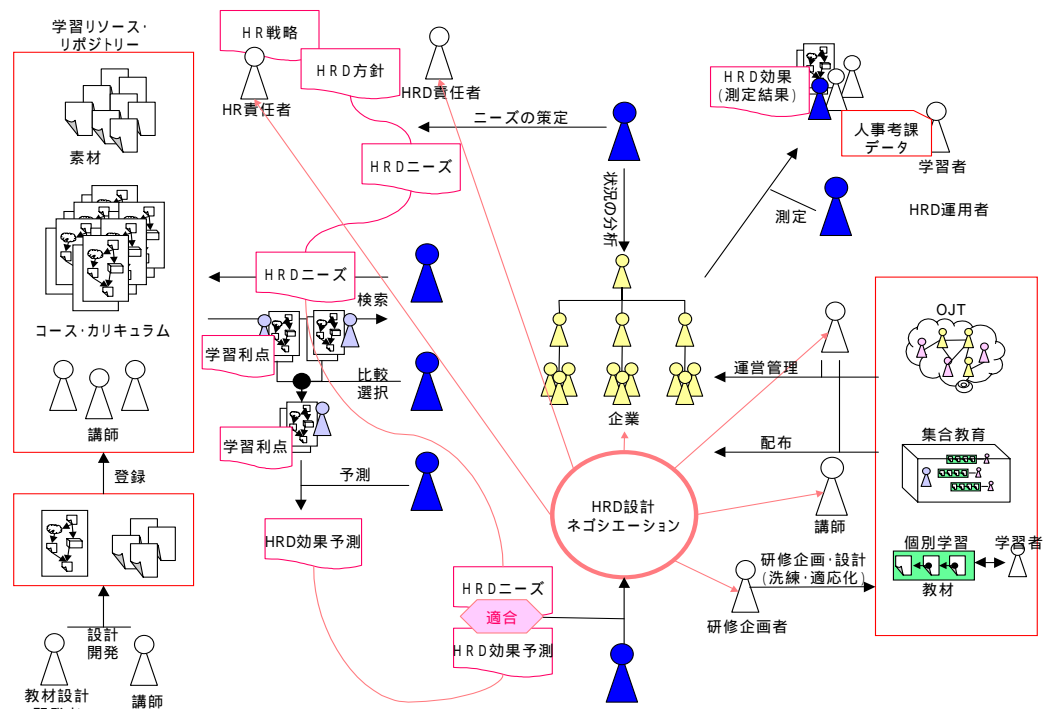 学習リソース・
リポジトリー
素材
コース・カリキュラム
講師
登録
設計
開発
教材設計
講師
HR戦略
HRD方針
HR責任者
HRD責任者
HRDニーズ
ニーズの策定
HRDニーズ
検索
学習利点
比較
選択
学習利点
予測
HRD効果予測
HRDニーズ
適合
HRD効果予測
状況の分析
企業
HRD設計
ネゴシエーション
HRD効果
(測定結果)
人事考課
データ
学習者
測定
HRD運用者
運営管理
配布
講師
研修企画・設計
(洗練・適応化)
研修企画者
OJT
集合教育
個別学習
学習者
教材